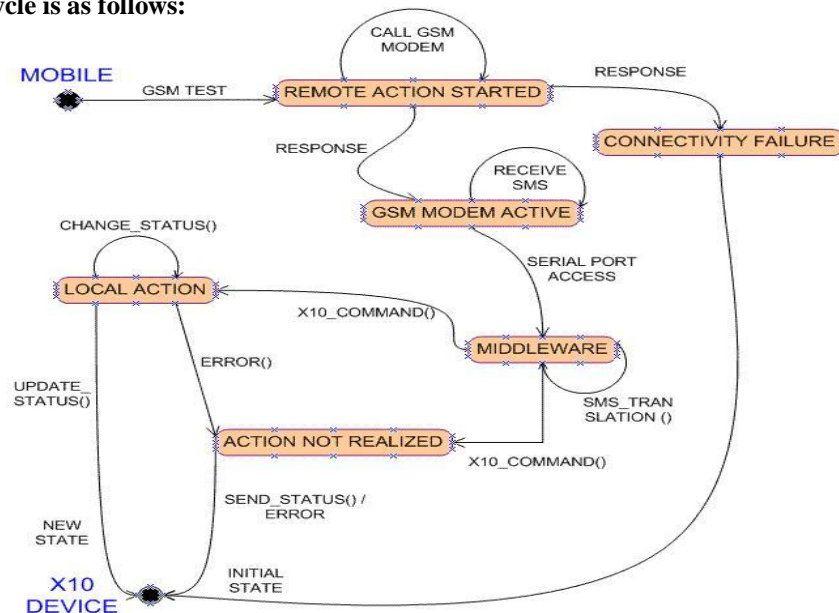 cycle is as follows:
CALL GSM
MODEM
MOBILE
GSM TEST
REMOTE ACTION STARTED
RESPONSE
CONNECTIVITY FAILURE
RESPONSE
RECEIVE
SMS
GSM MODEM ACTIVE
CHANGE_STATUS()
SERIAL PORT
ACCESS
LOCAL ACTION
X10_COMMAND()
MIDDLEWARE
ERROR()
UPDATE_
STATUS()
SMS_TRAN
SLATION ()
ACTION NOT REALIZED
X10_COMMAND()
SEND_STATUS() /
ERROR
NEW
STATE
INITIAL
STATE
X10
DEVICE